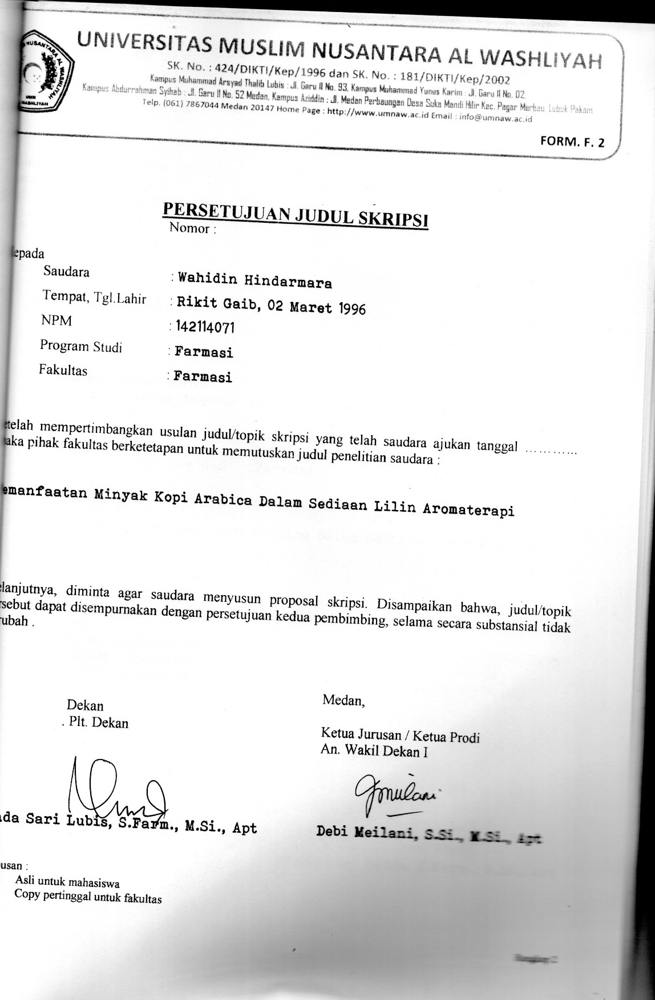 UNIVERSITAS MUSLIM NUSANTARA AL WASHLIYAH
SK. No. : 424/DIKTI/Kep/1996 dan SK. No. : 181/DIKTI/Kep/2002
Kampus Muhammad Arsyad Thalib Lubis : Jl. Garu II No. 93, Kampus Muhammad Yunus Karim : Jl. Garu II No. 02,
Kampus Abdurrahman Syihab : Jl. Garu II No. 52 Medan, Kampus Aziddin : Jl. Medan Perbaungan Desa Suka Mandi Hilir Kec. Pagar Merbau, Lubuk Pakam
Telp. (061) 7867044 Medan 20147 Home Page : http://www.umnaw.ac.id Email : info@umnaw.ac.id
FORM. F. 2
NUSANTARA AL WASHLIYAH
UMN
WASHLIYAH
PERSETUJUAN JUDUL SKRIPSI
Nomor :
epada
Saudara : Wahidin Hindarmara
Tempat, Tgl.Lahir : Rikit Gaib, 02 Maret 1996
NPM : 142114071
Program Studi : Farmasi
Fakultas : Farmasi
telah mempertimbangkan usulan judul/topik skripsi yang telah saudara ajukan tanggal ............
aka pihak fakultas berketetapan untuk memutuskan judul penelitian saudara :
emanfaatan Minyak Kopi Arabica Dalam Sediaan Lilin Aromaterapi
lanjutnya, diminta agar saudara menyusun proposal skripsi. Disampaikan bahwa, judul/topik
rsebut dapat disempurnakan dengan persetujuan kedua pembimbing, selama secara substansial tidak
rubah .
Dekan
. Plt. Dekan
Medan,
Ketua Jurusan / Ketua Prodi
An. Wakil Dekan I
da Sari Lubis, S.Farm., M.Si., Apt
Debi Meilani, S.Si., M.Si., Apt
usan :
Asli untuk mahasiswa
Copy pertinggal untuk fakultas